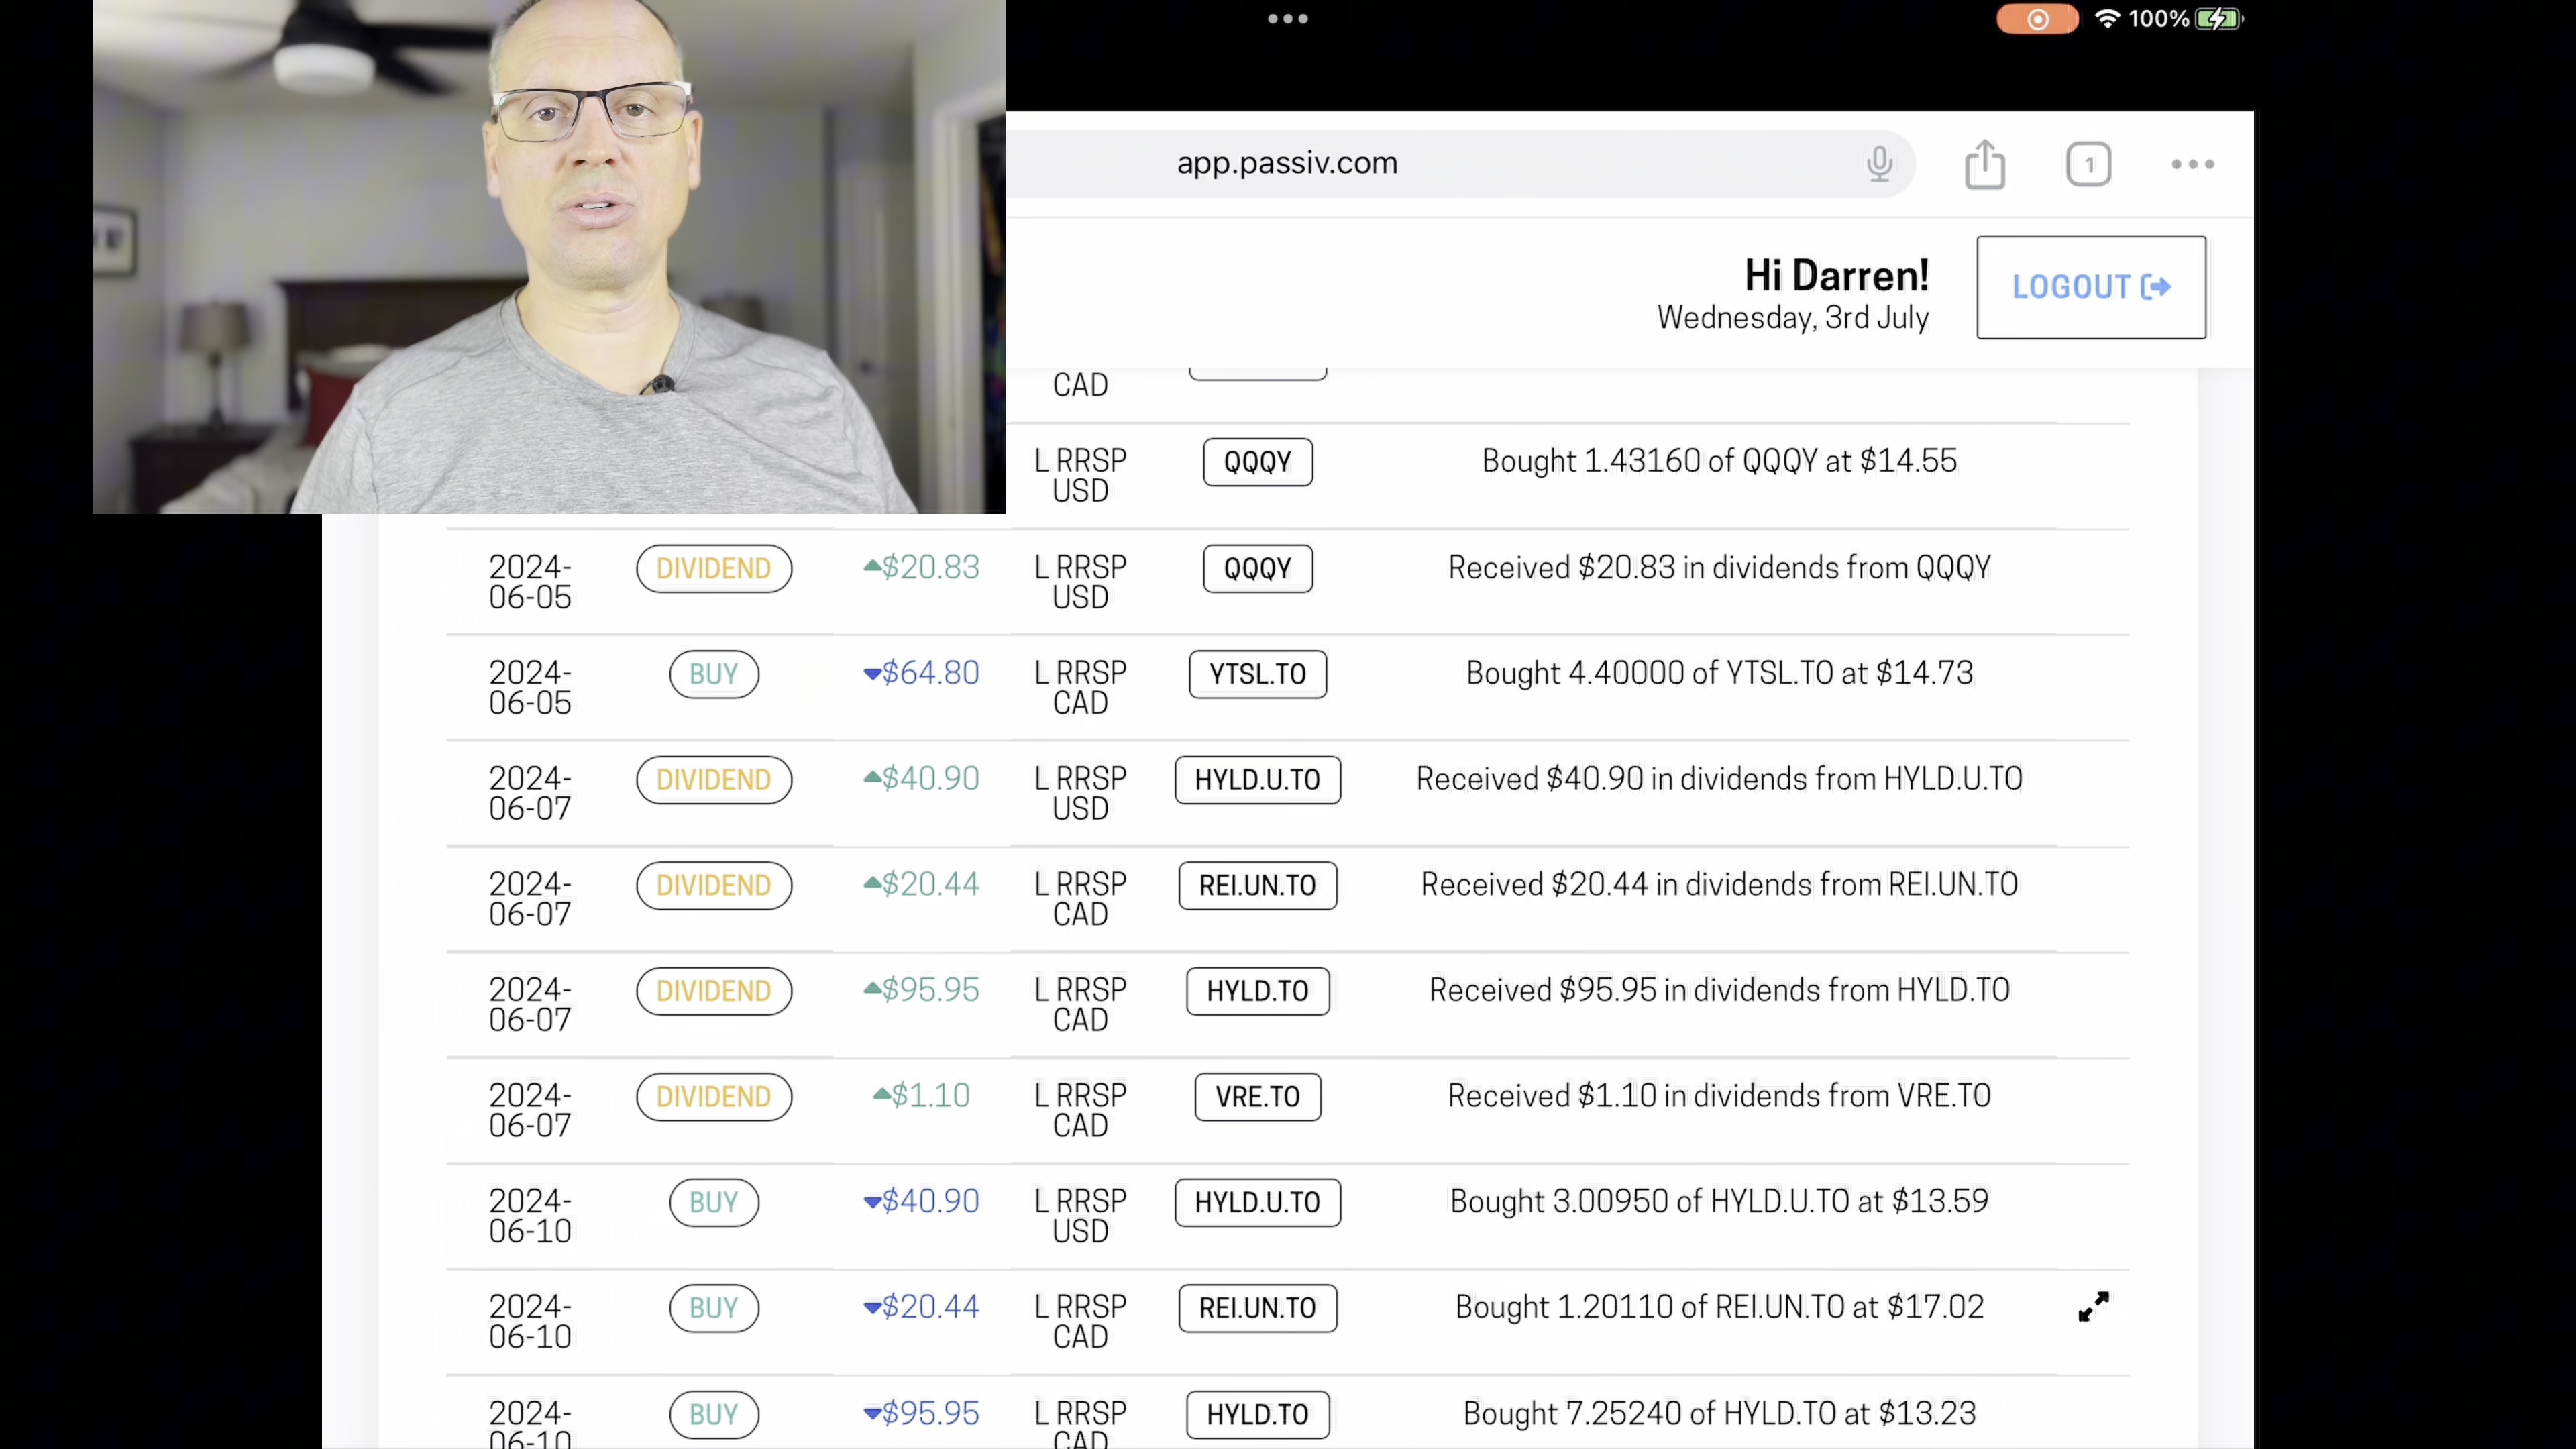 100%
app.passiv.com
1
Hi Darren!
Wednesday, 3rd July
LOGOUT
CAD
L RRSP
USD
QQQY
Bought 1.43160 of QQQY at $14.55
2024-
06-05
DIVIDEND
$20.83
L RRSP
USD
QQQY
Received $20.83 in dividends from QQQY
2024-
06-05
BUY
$64.80
L RRSP
CAD
YTSL.TO
Bought 4.40000 of YTSL.TO at $14.73
2024-
06-07
DIVIDEND
$40.90
L RRSP
USD
HYLD.U.TO
Received $40.90 in dividends from HYLD.U.TO
2024-
06-07
DIVIDEND
$20.44
L RRSP
CAD
REI.UN.TO
Received $20.44 in dividends from REI.UN.TO
2024-
06-07
DIVIDEND
$95.95
L RRSP
CAD
HYLD.TO
Received $95.95 in dividends from HYLD.TO
2024-
06-07
DIVIDEND
$1.10
L RRSP
CAD
VRE.TO
Received $1.10 in dividends from VRE.TO
2024-
06-10
BUY
$40.90
L RRSP
USD
HYLD.U.TO
Bought 3.00950 of HYLD.U.TO at $13.59
2024-
06-10
BUY
$20.44
L RRSP
CAD
REI.UN.TO
Bought 1.20110 of REI.UN.TO at $17.02
2024-
06-10
BUY
$95.95
L RRSP
CAD
HYLD.TO
Bought 7.25240 of HYLD.TO at $13.23